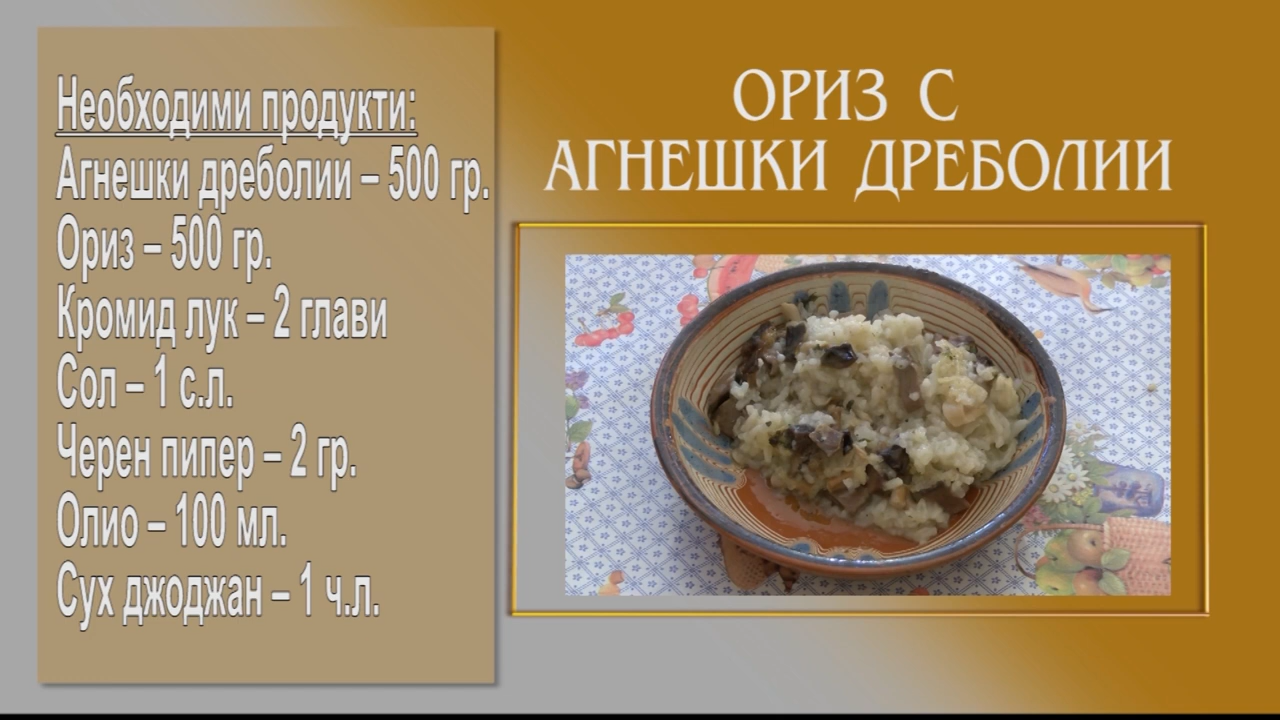 Необходими продукти:
Агнешки дреболии – 500 гр.
Ориз – 500 гр.
Кромид лук – 2 глави
Сол – 1 с.л.
Черен пипер – 2 гр.
Олио – 100 мл.
Сух джоджан – 1 ч.л.
ОРИЗ С
АГНЕШКИ ДРЕБОЛИИ